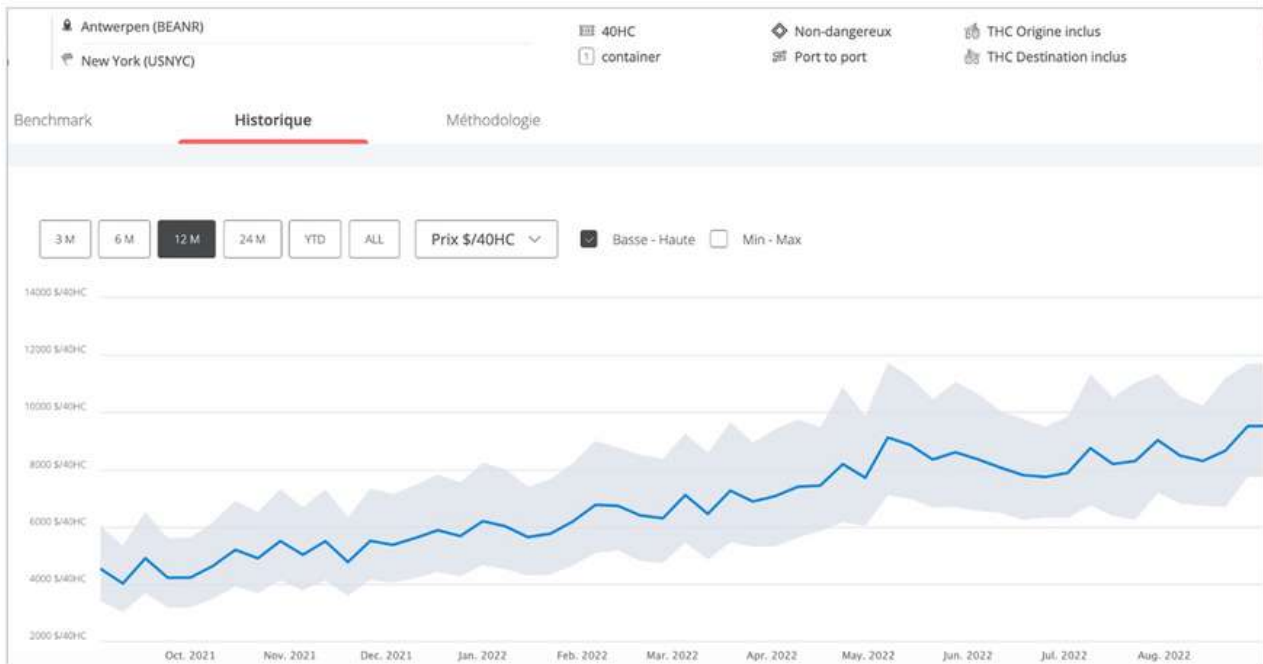 Antwerpen (BEANR)
40HC
Non-dangereux
THC Origine inclus
New York (USNYC)
1
container
Port to port
THC Destination inclus
Benchmark
Historique
Méthodologie
3 M
6 M
12 M
24 M
YTD
ALL
Prix $/40HC
Basse - Haute
Min - Max
14000 $/40HC
12000 $/40HC
10000 $/40HC
8000 $/40HC
6000 $/40HC
4000 $/40HC
2000 $/40HC
Oct. 2021
Nov. 2021
Dec. 2021
Jan. 2022
Feb. 2022
Mar. 2022
Apr. 2022
May. 2022
Jun. 2022
Jul. 2022
Aug. 2022